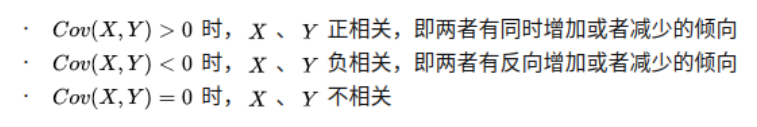 · Cov(X,Y) > 0 时， X 、 Y 正相关，即两者有同时增加或者减少的倾向
· Cov(X,Y) < 0 时， X 、 Y 负相关，即两者有反向增加或者减少的倾向
· Cov(X,Y) = 0 时， X 、 Y 不相关